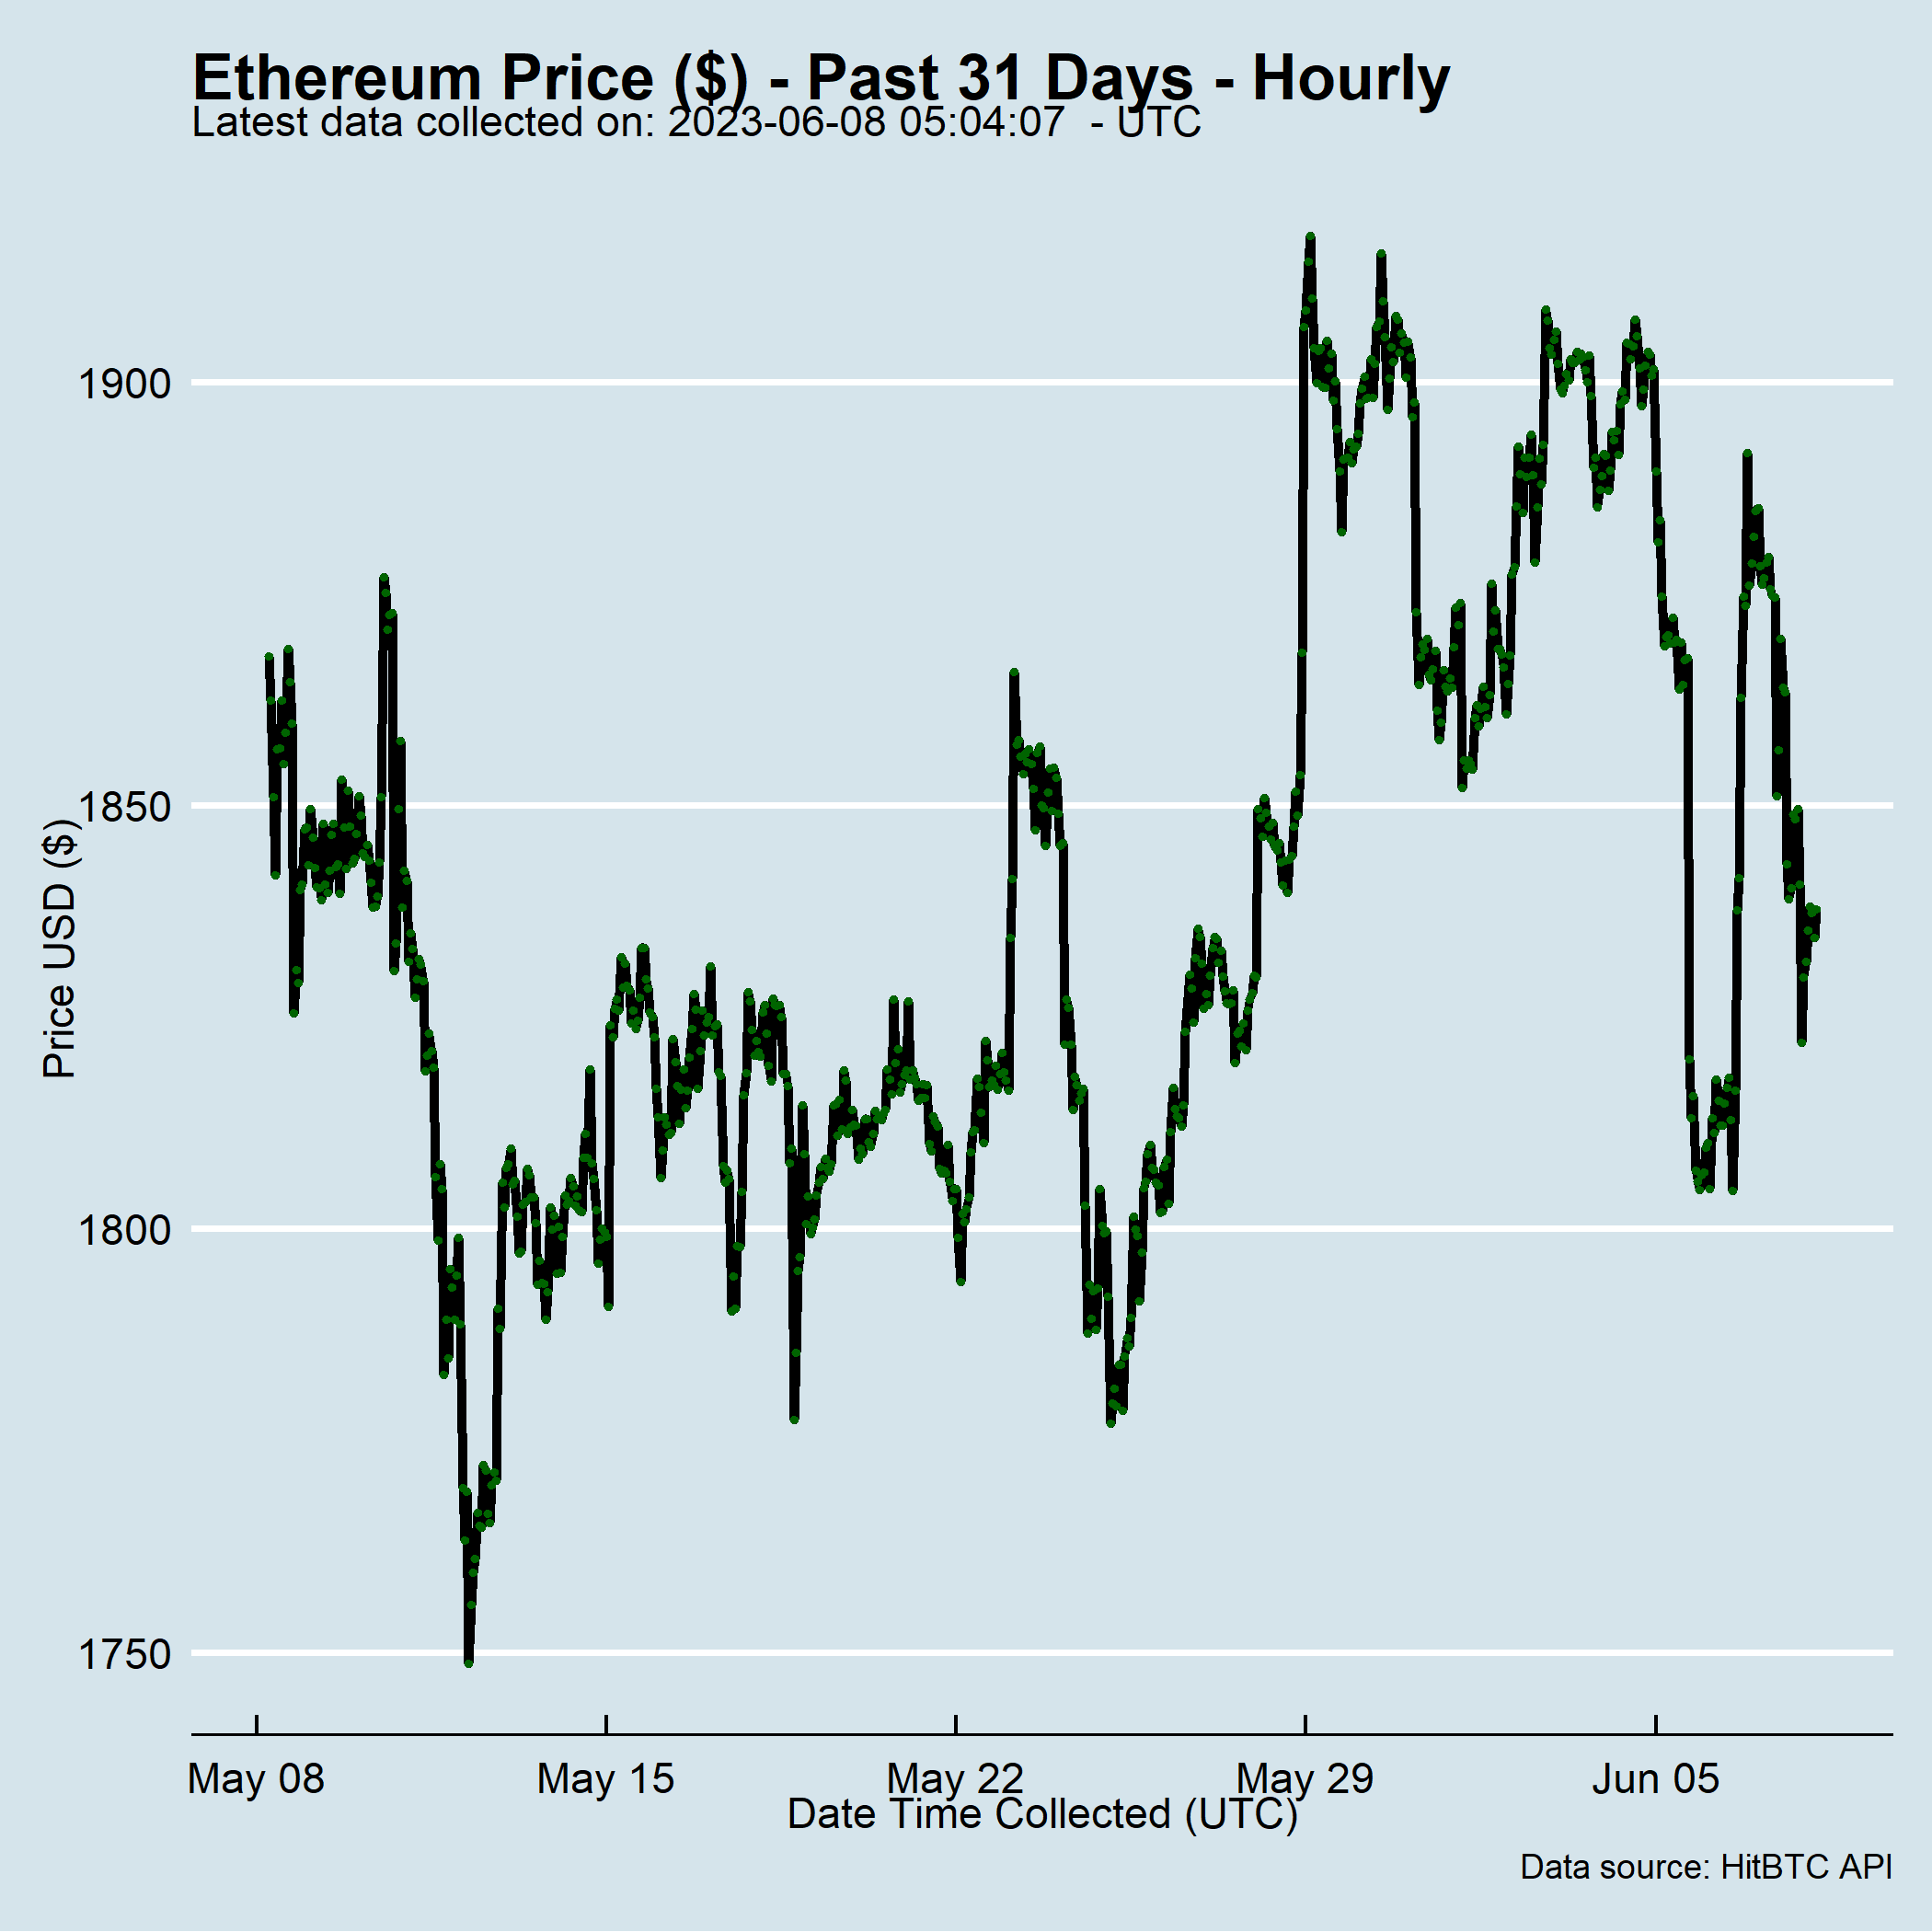 Ethereum Price ($) - Past 31 Days - Hourly
Latest data collected on: 2023-06-08 05:04:07  - UTC
Price USD ($)
1900
1850
1800
1750
May 08
May 15
May 22
May 29
Jun 05
Date Time Collected (UTC)
Data source: HitBTC API